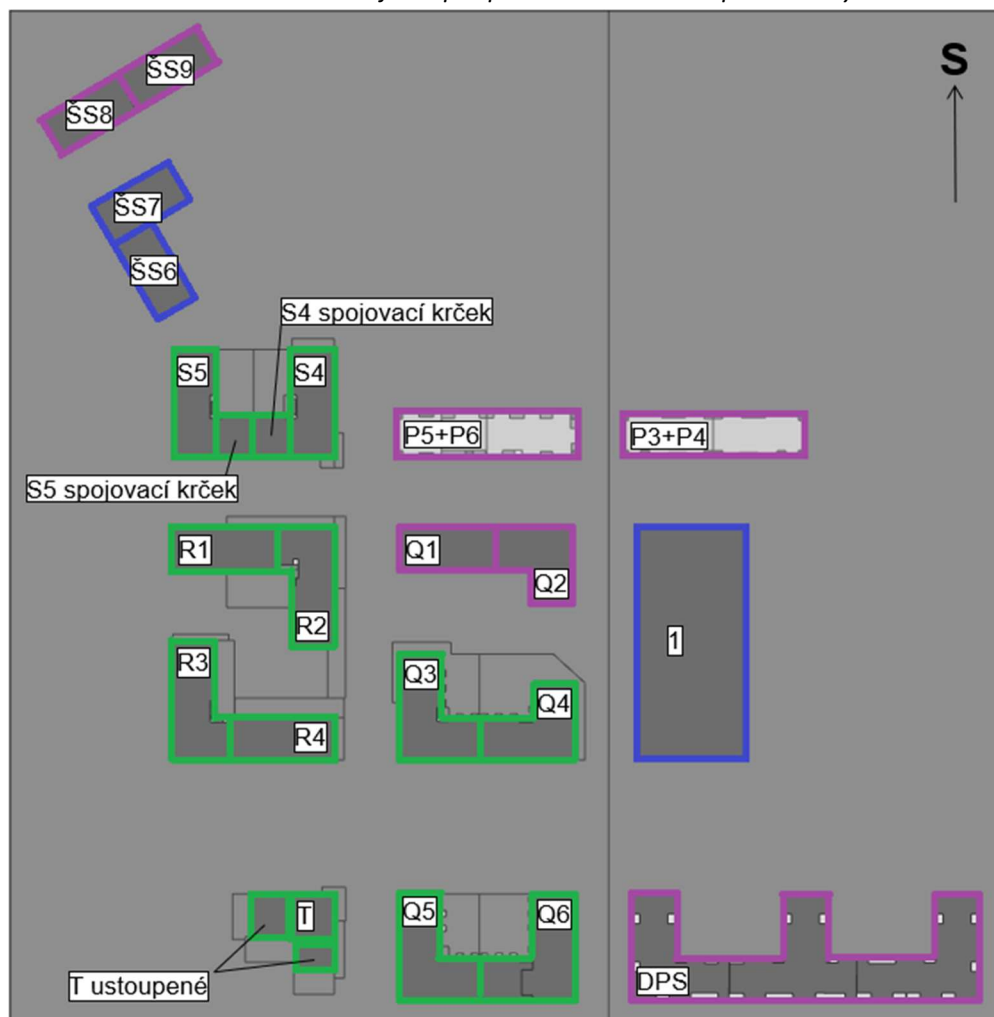 S
ŠS9
ŠS8
ŠS7
ŠS6
S4 spojovací krček
S5
S4
P5+P6
P3+P4
S5 spojovací krček
R1
Q1
Q2
R2
1
R3
Q3
Q4
R4
T
Q5
Q6
T ustoupené
DPS